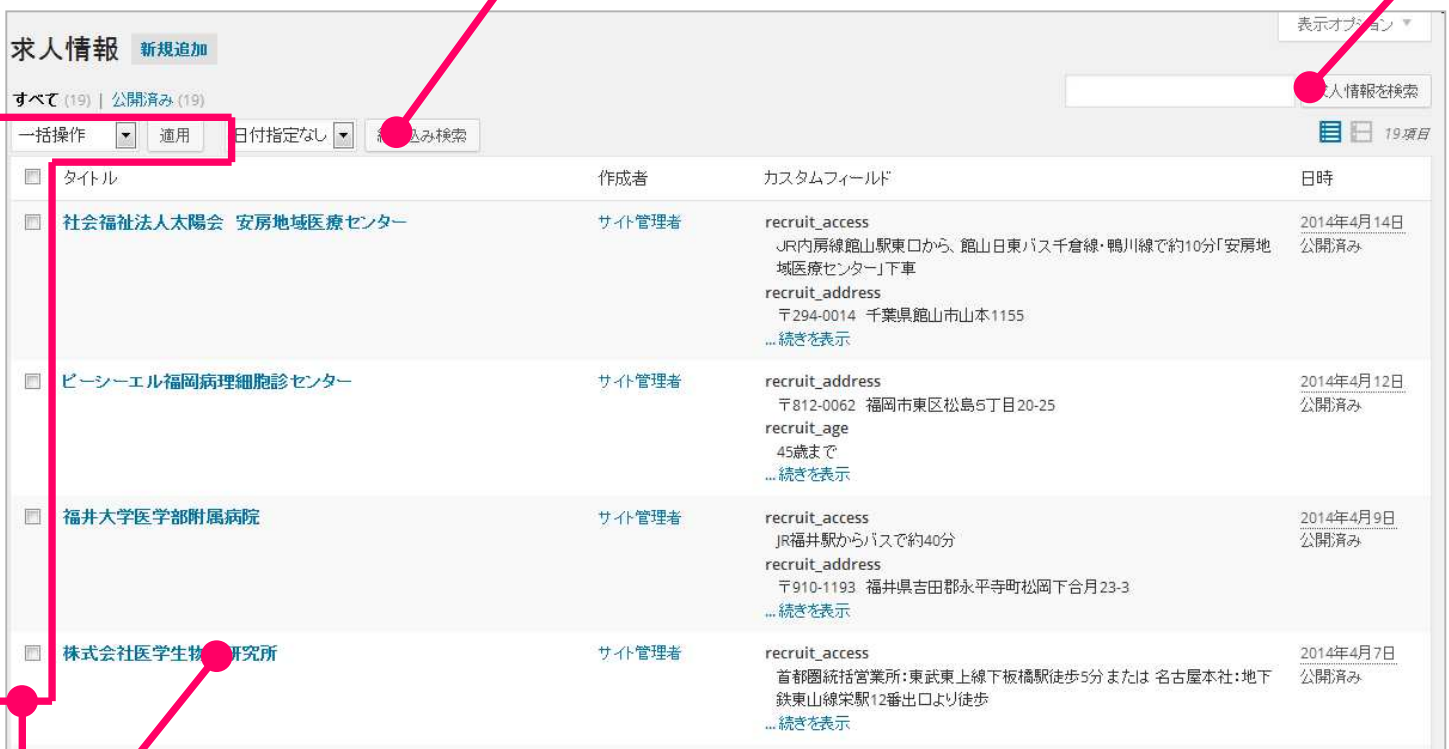 表示オプション ▼
求人情報 新規追加
すべて (19) | 公開済み (19)
人情報を検索
一括操作 適用 日付指定なし 込み検索
19項目
タイトル 作成者 カスタムフィールド 日時
社会福祉法人太陽会 安房地域医療センター サイト管理者 recruit_access 2014年4月14日
JR内房線館山駅東口から、館山日東バス千倉線・鴨川線で約10分「安房地 公開済み
域医療センター」下車
recruit_address
〒294-0014 千葉県館山市山本1155
...続きを表示
ピーシーエル福岡病理細胞診センター サイト管理者 recruit_address 2014年4月12日
〒812-0062 福岡市東区松島5丁目20-25 公開済み
recruit_age
45歳まで
...続きを表示
福井大学医学部附属病院 サイト管理者 recruit_access 2014年4月9日
JR福井駅からバスで約40分 公開済み
recruit_address
〒910-1193 福井県吉田郡永平寺町松岡下合月23-3
...続きを表示
株式会社医学生物 研究所 サイト管理者 recruit_access 2014年4月7日
首都圏統括営業所：東武東上線下板橋駅徒歩5分 または 名古屋本社：地下 公開済み
鉄東山線栄駅12番出口より徒歩
...続きを表示